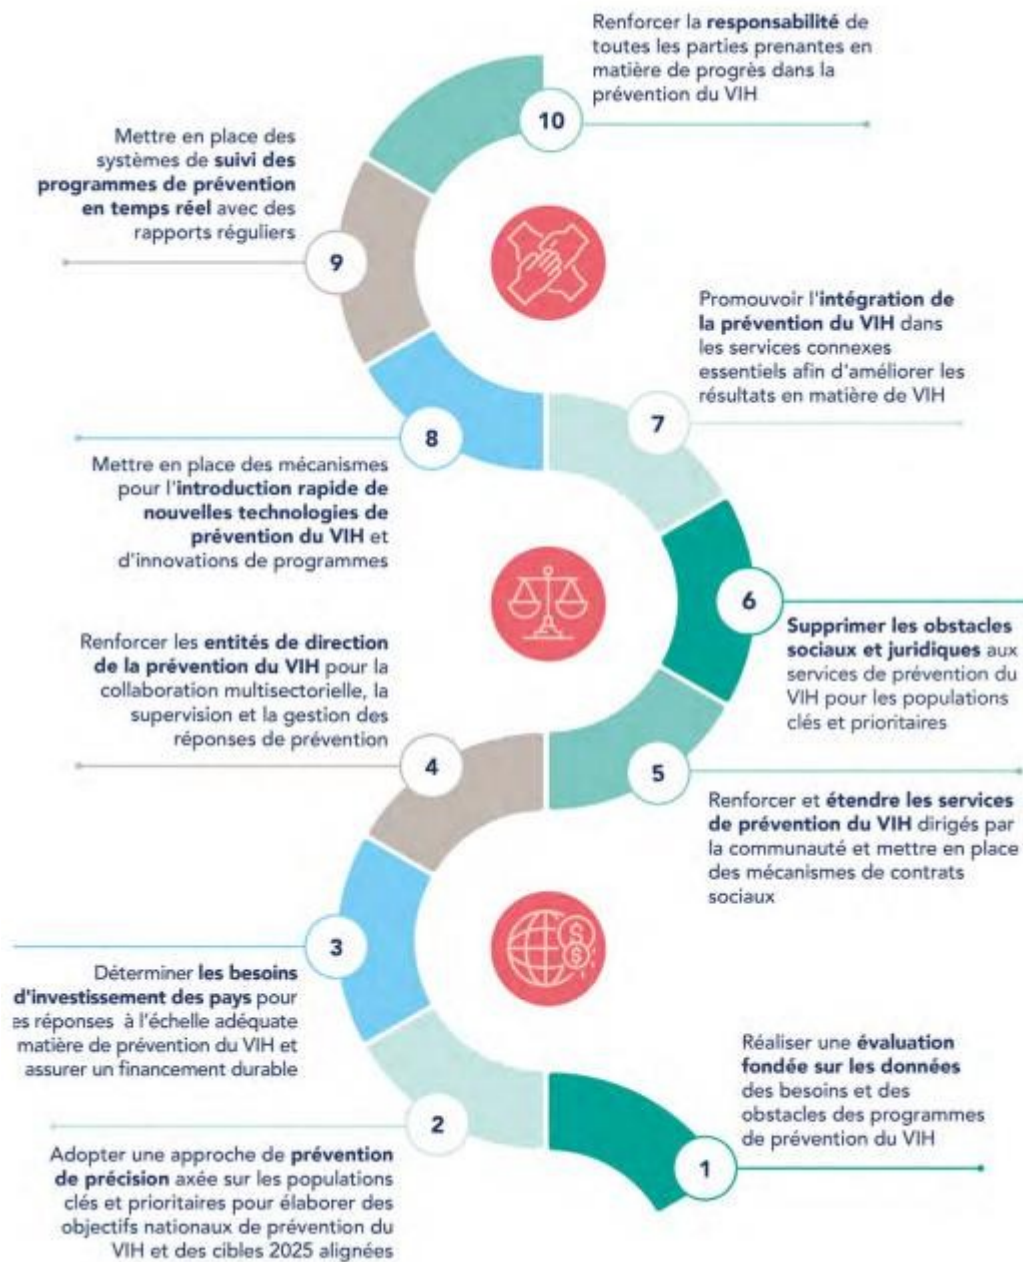 Renforcer la responsabilité de
toutes les parties prenantes en
matière de progrès dans la
prévention du VIH
10
Mettre en place des
systèmes de suivi des
programmes de prévention
en temps réel avec des
rapports réguliers
9
Promouvoir l'intégration de
la prévention du VIH dans
les services connexes
essentiels afin d'améliorer les
résultats en matière de VIH
7
8
Mettre en place des mécanismes
pour l'introduction rapide de
nouvelles technologies de
prévention du VIH et
d'innovations de programmes
6
Supprimer les obstacles
sociaux et juridiques aux
services de prévention du
VIH pour les populations
clés et prioritaires
Renforcer les entités de direction
de la prévention du VIH pour la
collaboration multisectorielle, la
supervision et la gestion des
réponses de prévention
4
5
Renforcer et étendre les services
de prévention du VIH dirigés par
la communauté et mettre en place
des mécanismes de contrats
sociaux
3
Déterminer les besoins
d'investissement des pays pour
es réponses à l'échelle adéquate
matière de prévention du VIH et
assurer un financement durable
Réaliser une évaluation
fondée sur les données
des besoins et des
obstacles des programmes
de prévention du VIH
1
2
Adopter une approche de prévention
de précision axée sur les populations
clés et prioritaires pour élaborer des
objectifs nationaux de prévention du
VIH et des cibles 2025 alignées